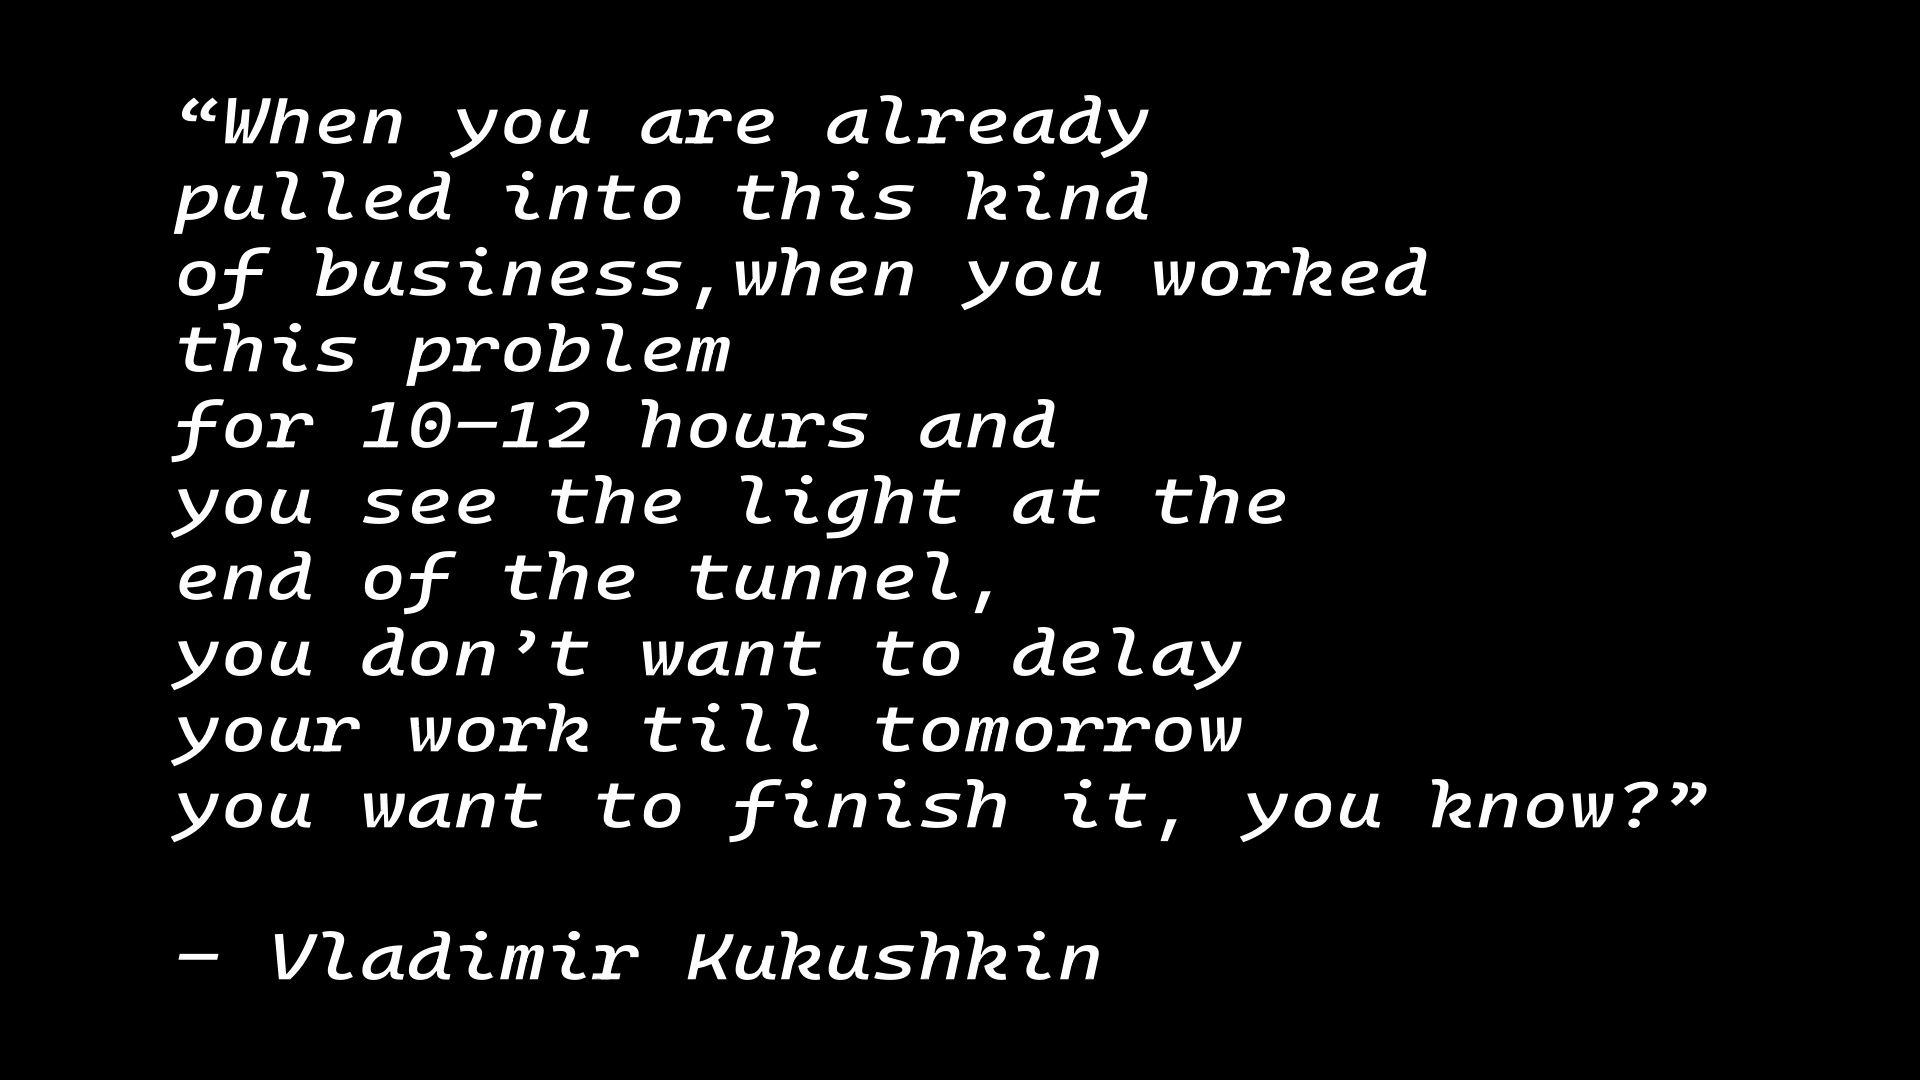 “When you are already
pulled into this kind
of business,when you worked
this problem
for 10–12 hours and
you see the light at the
end of the tunnel,
you don’t want to delay
your work till tomorrow
you want to finish it, you know?”
– Vladimir Kukushkin